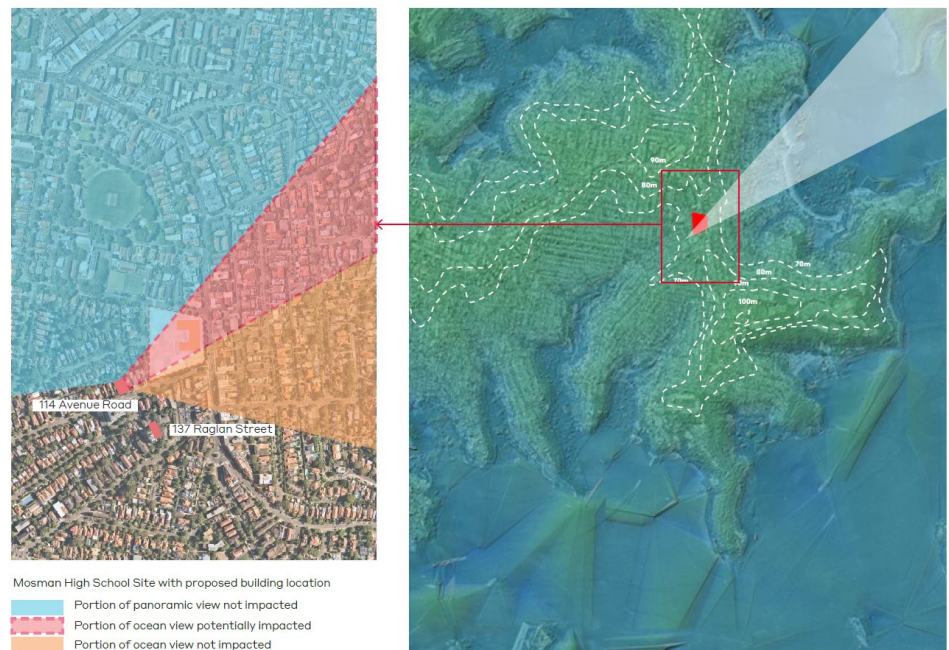 114 Avenue Road
137 Raglan Street
Mosman High School Site with proposed building location
Portion of panoramic view not impacted
Portion of ocean view potentially impacted
Portion of ocean view not impacted
90m
80m
70m
70m
80m
100m